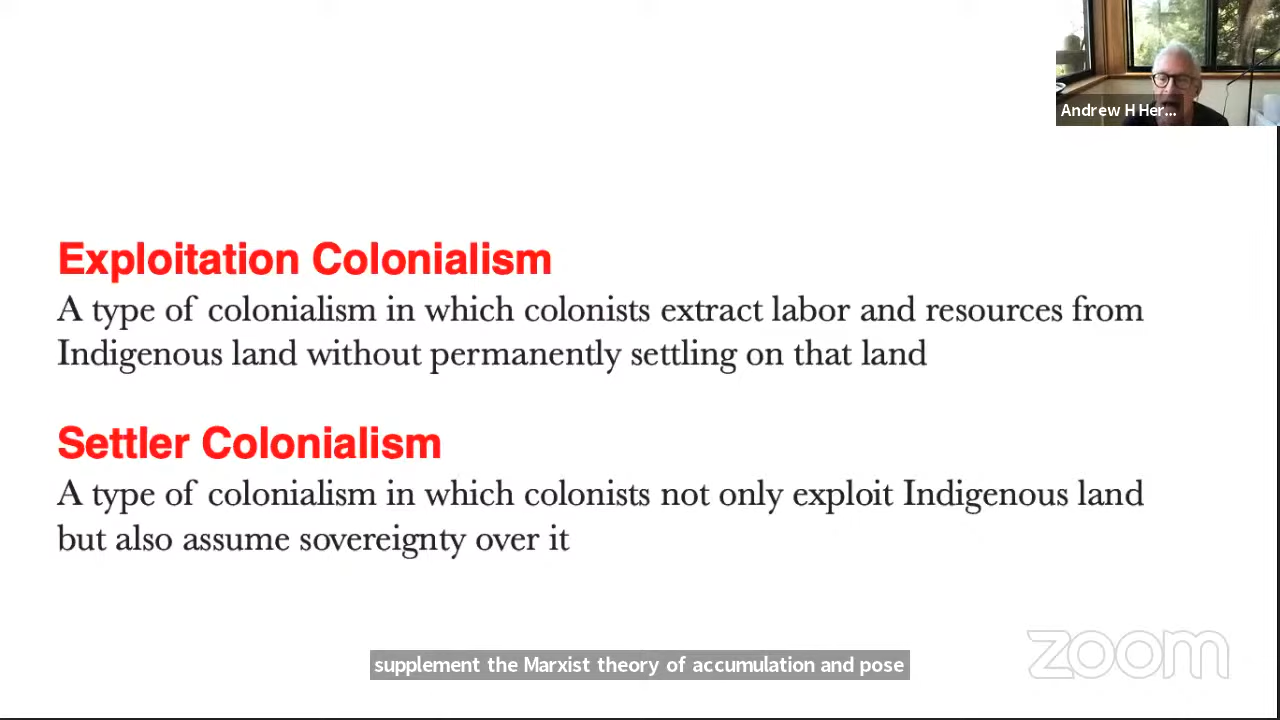 Andrew H Her...
Exploitation Colonialism
A type of colonialism in which colonists extract labor and resources from
Indigenous land without permanently settling on that land
Settler Colonialism
A type of colonialism in which colonists not only exploit Indigenous land
but also assume sovereignty over it
supplement the Marxist theory of accumulation and pose
zoom